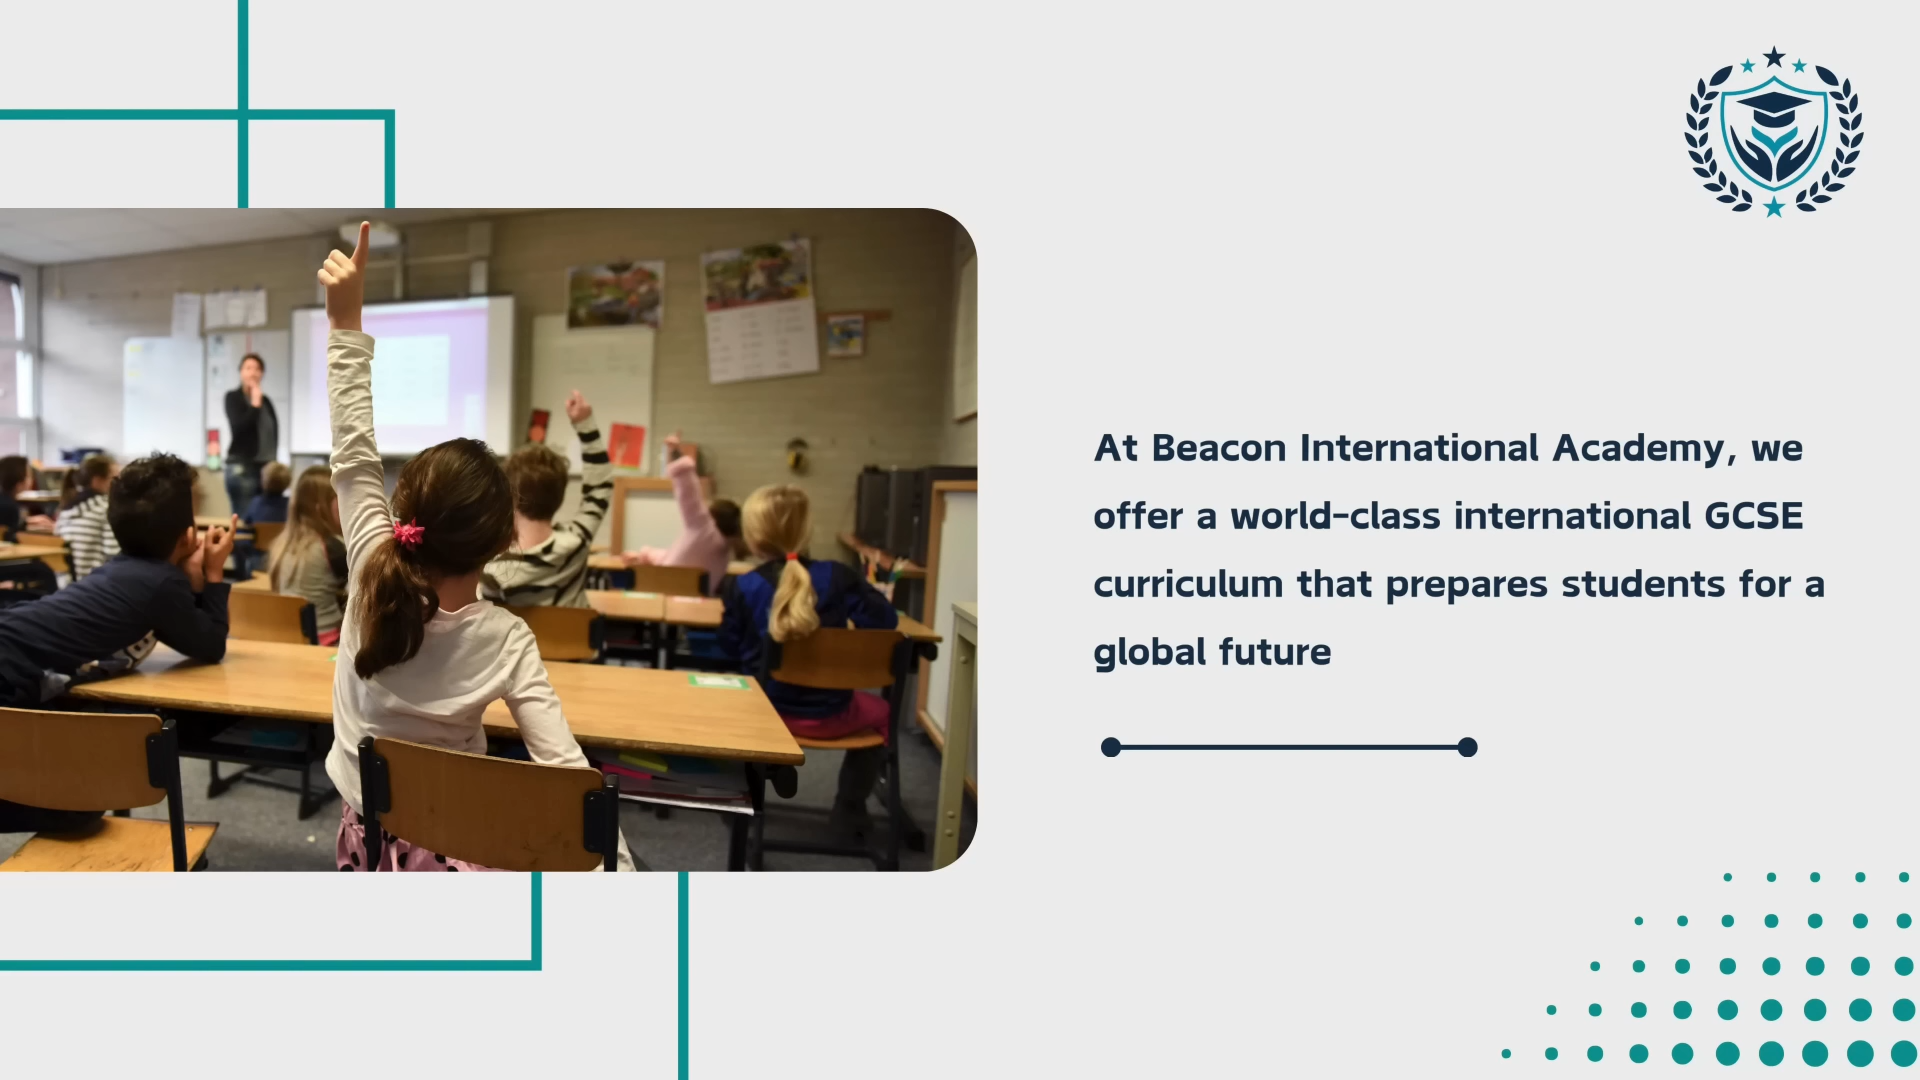 At Beacon International Academy, we
offer a world-class international GCSE
curriculum that prepares students for a
global future